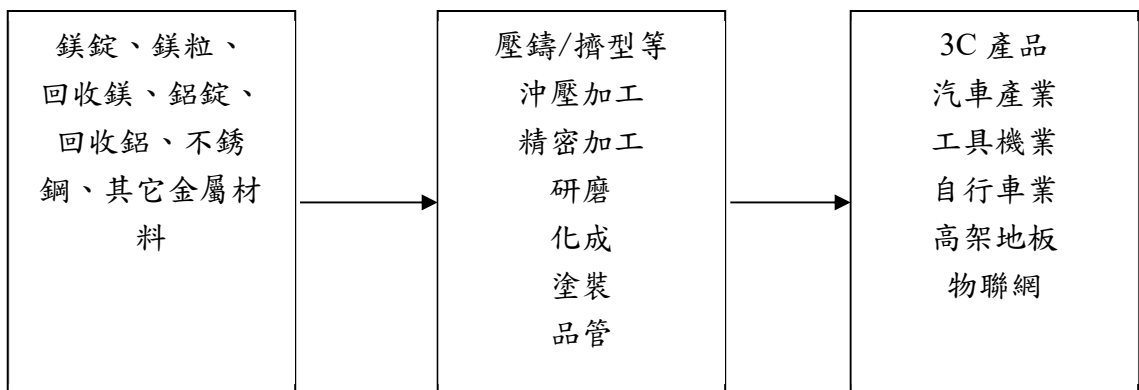 鎂錠、鎂粒、
回收鎂、鋁錠、
回收鋁、不銹
鋼、其它金屬材
料
壓鑄/擠型等
沖壓加工
精密加工
研磨
化成
塗裝
品管
3C 產品
汽車產業
工具機業
自行車業
高架地板
物聯網